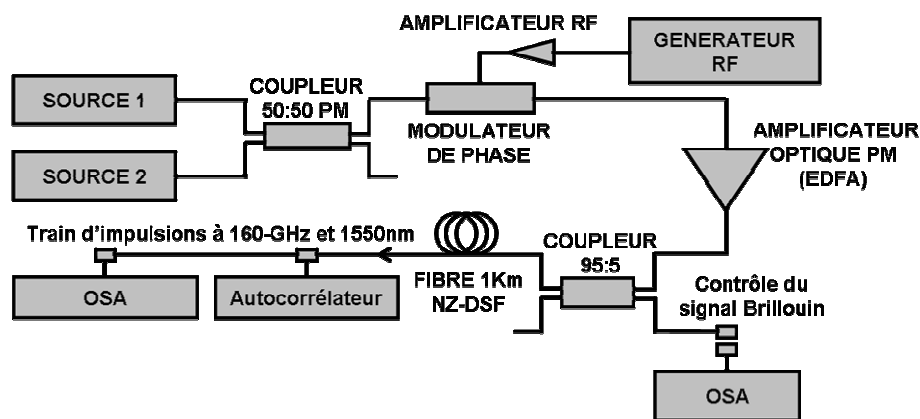 AMPLIFICATEUR RF
GENERATEUR
RF
SOURCE 1
COUPLEUR
50:50 PM
MODULATEUR
DE PHASE
AMPLIFICATEUR
OPTIQUE PM
(EDFA)
SOURCE 2
Train d'impulsions à 160-GHz et 1550nm
COUPLEUR
95:5
FIBRE 1Km
NZ-DSF
Contrôle du
signal Brillouin
OSA
Autocorrélateur
OSA